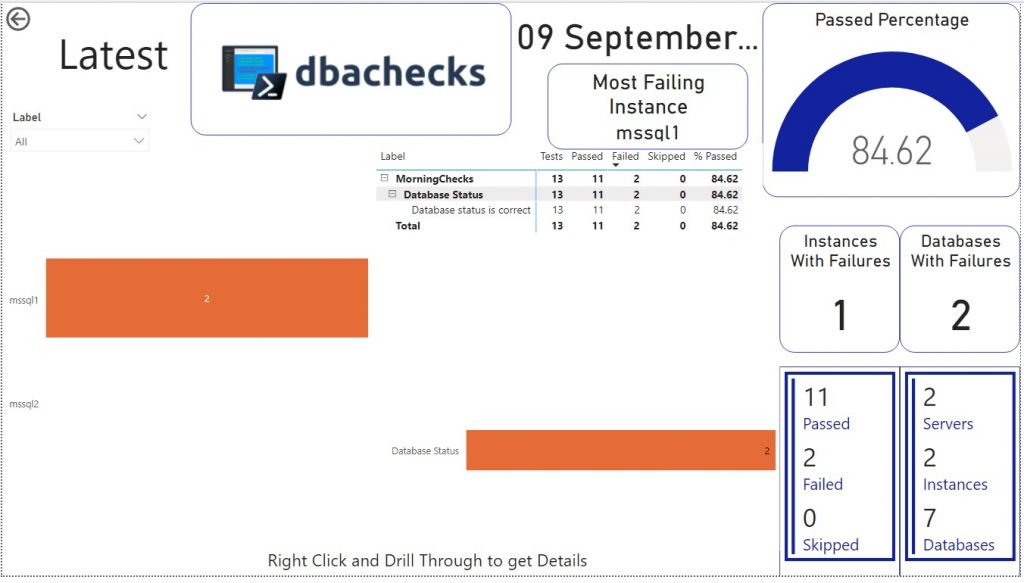 Latest
dbachecks
09 September...
Most Failing
Instance
mssql1
Passed Percentage
84.62
Label
All
Label Tests Passed Failed Skipped % Passed
MorningChecks 13 11 2 0 84.62
Database Status 13 11 2 0 84.62
Database status is correct 13 11 2 0 84.62
Total 13 11 2 0 84.62
Instances
With Failures
1
Databases
With Failures
2
mssql1
2
mssql2
Database Status
2
11
Passed
2
Failed
0
Skipped
2
Servers
2
Instances
7
Databases
Right Click and Drill Through to get Details